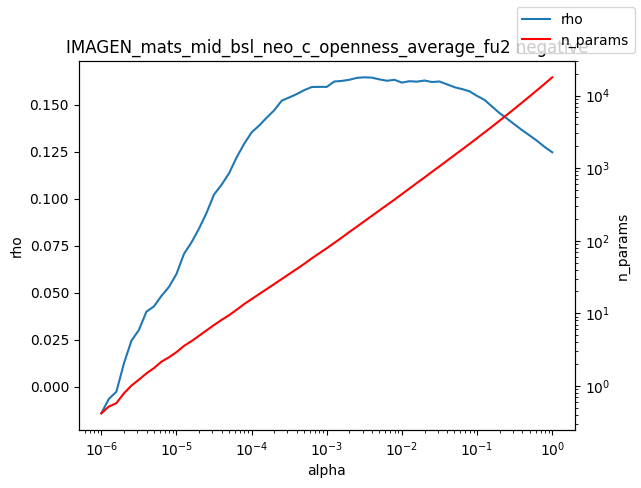 rho
n_params
IMAGEN_mats_mid_bsl_neo_c_openness_average_fu2 negative
0.150
0.125
0.100
0.075
0.050
0.025
0.000
rho
10⁴
10³
10²
10¹
10⁰
n_params
10⁻⁶ 10⁻⁵ 10⁻⁴ 10⁻³ 10⁻² 10⁻¹ 10⁰
alpha